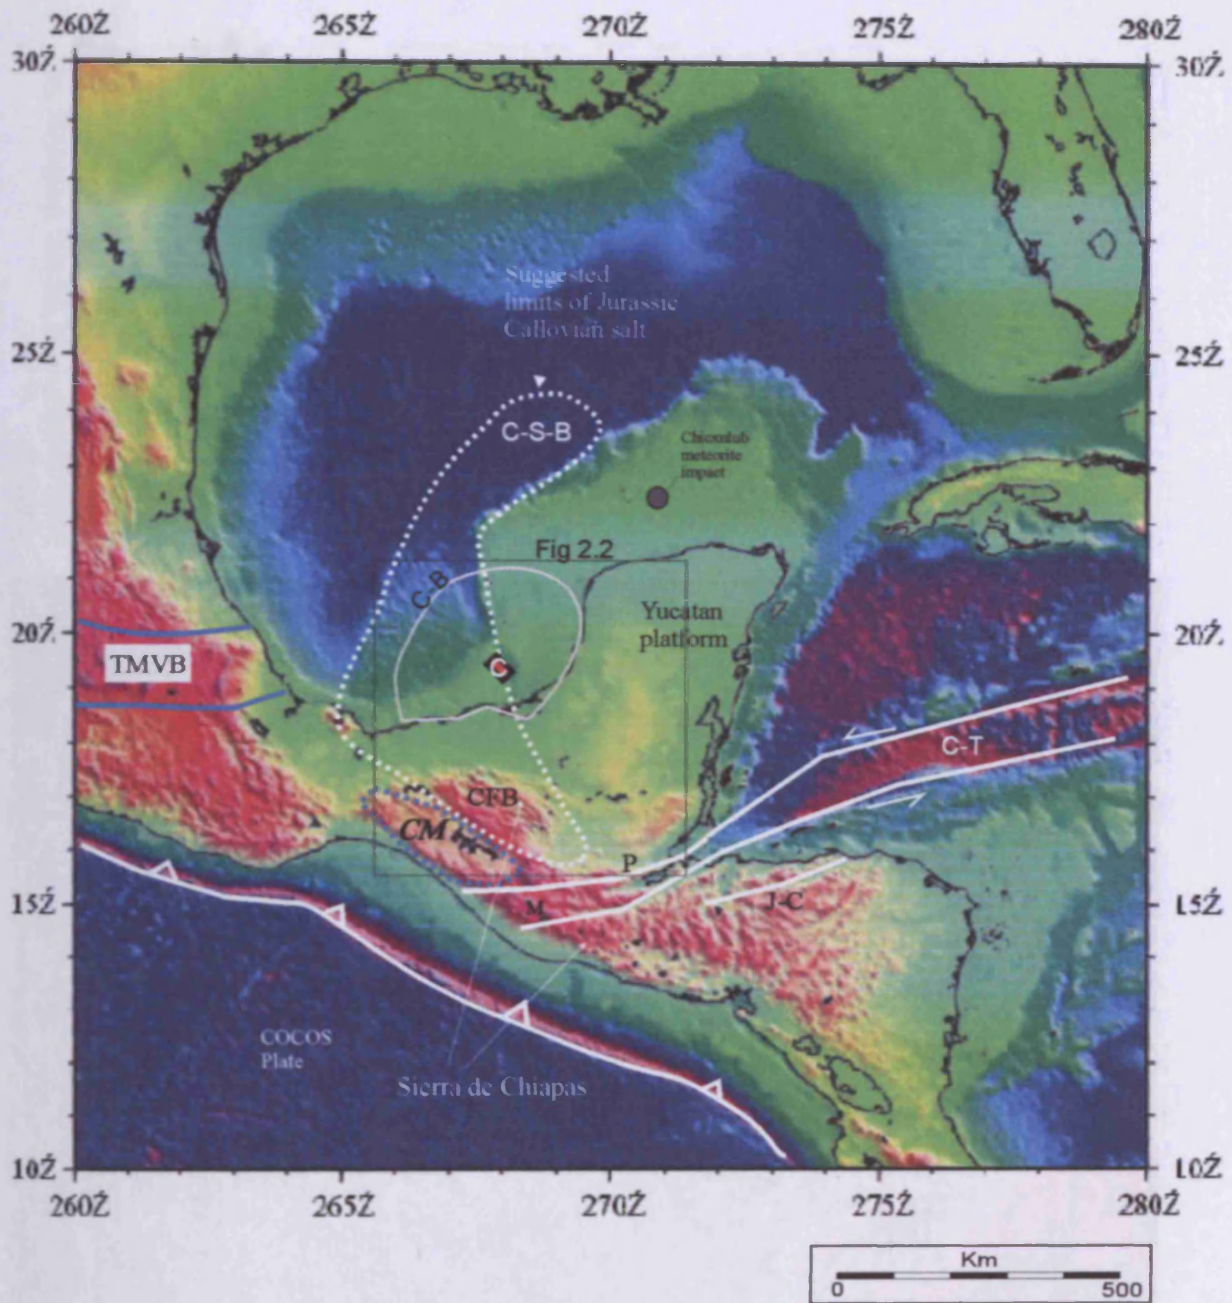 260Ź 265Ź 270Ź 275Ź 280Ź
30Ź 30Ź
Suggested
limits of Jurassic
Callovian salt
25Ź 25Ź
C-S-B
Chicxulub
meteorite
impact
Fig 2.2
C-B
Yucatan
platform
20Ź 20Ź
TMVB
C
C-T
CFB
CM
P
15Ź 15Ź
M
J-C
COCOS
Plate
Sierra de Chiapas
10Ź 10Ź
260Ź 265Ź 270Ź 275Ź 280Ź
Km
0 500